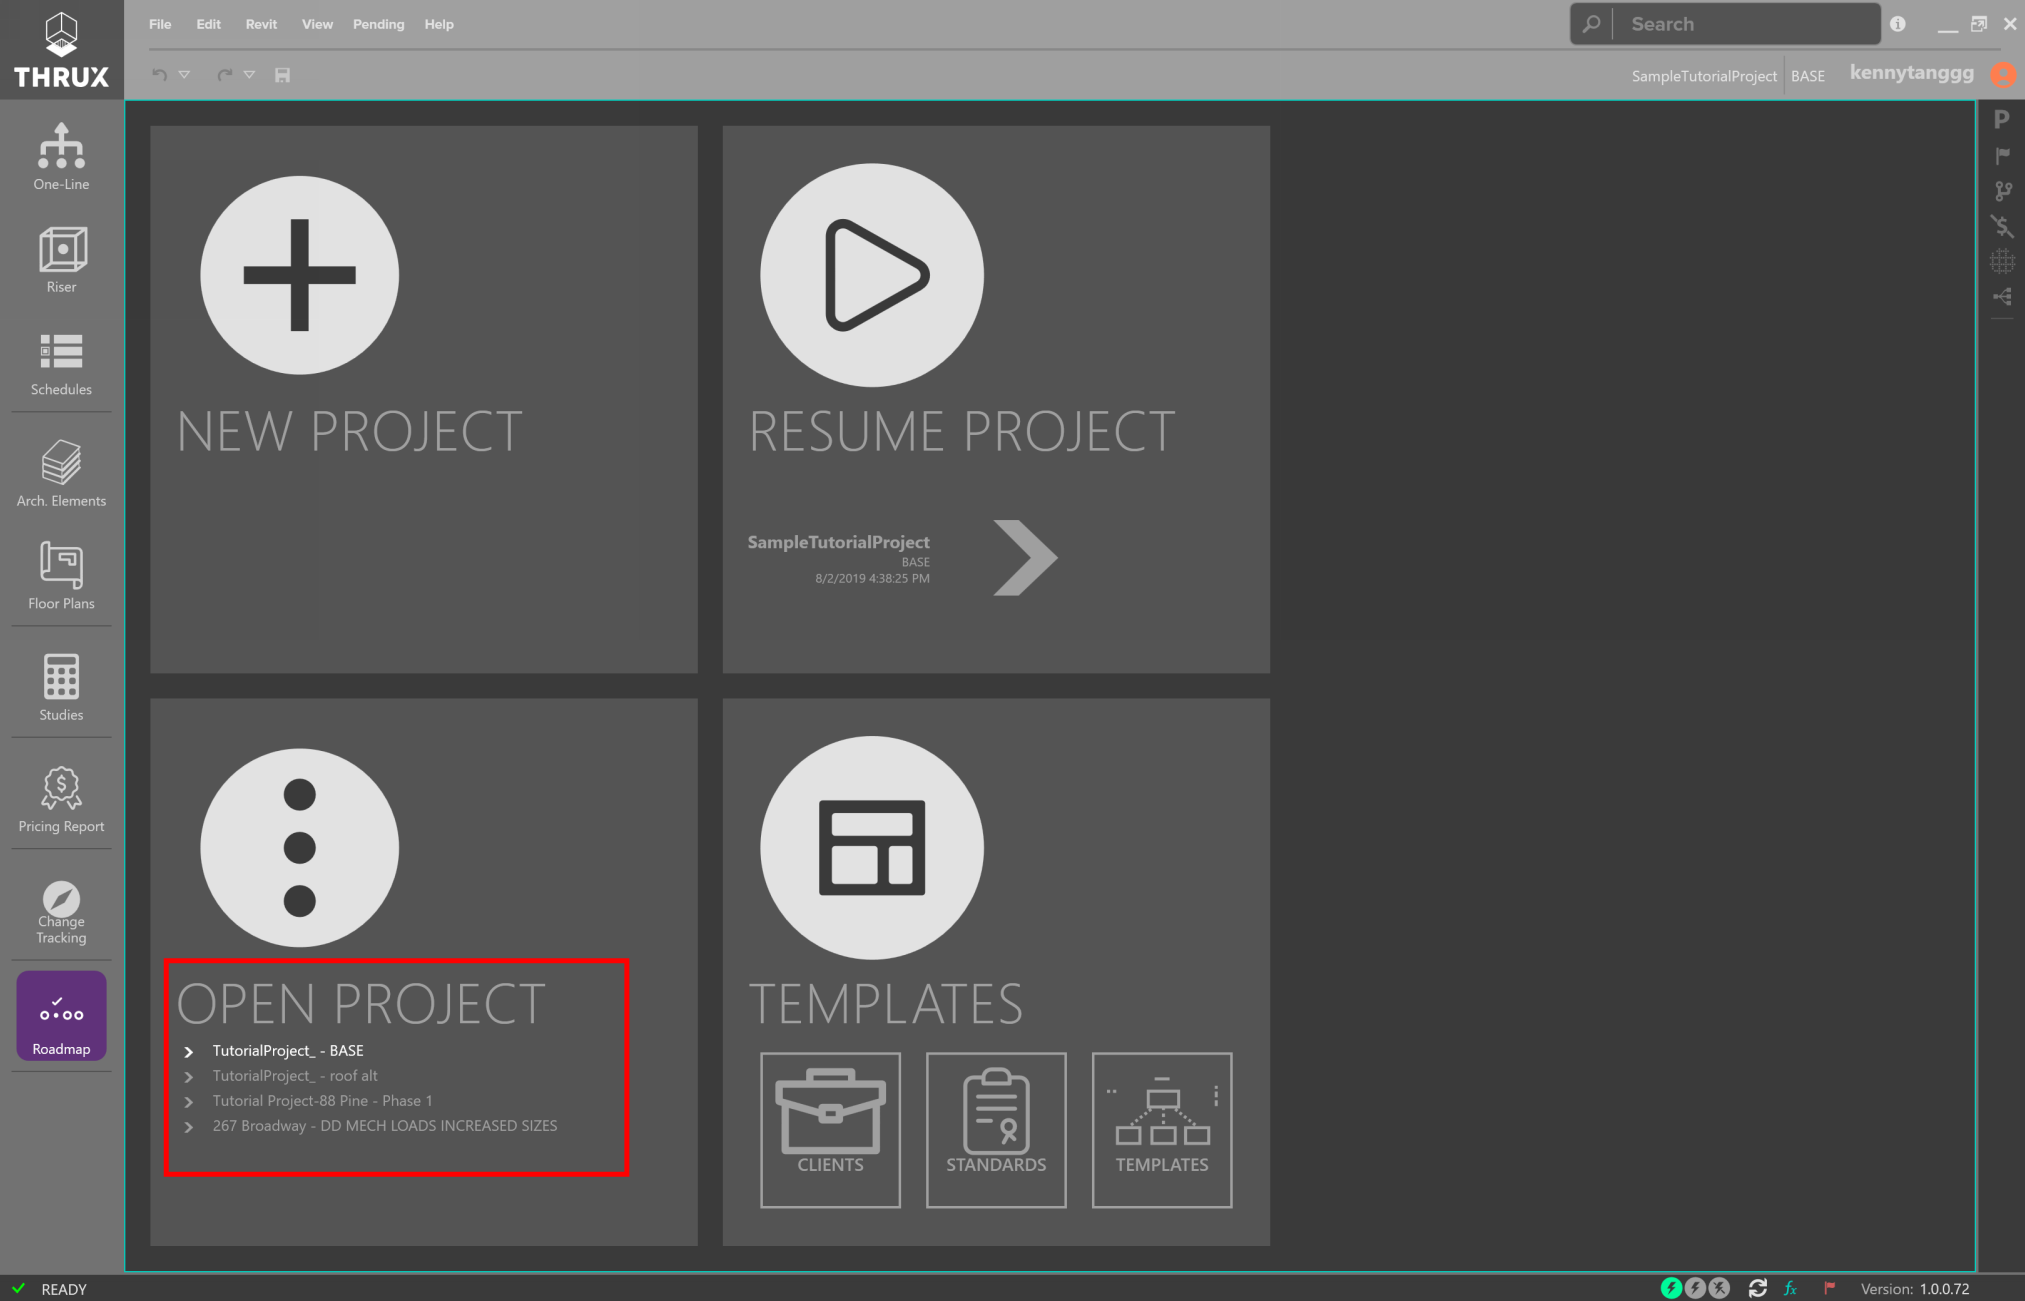 THRUX
File Edit Revit View Pending Help
Search
SampleTutorialProject BASE kennytanggg
One-Line
Riser
Schedules
Arch. Elements
Floor Plans
Studies
Pricing Report
Change
Tracking
Roadmap
NEW PROJECT
RESUME PROJECT
SampleTutorialProject
BASE
8/2/2019 4:38:25 PM
OPEN PROJECT
TutorialProject_ - BASE
TutorialProject_ - roof alt
Tutorial Project-88 Pine - Phase 1
267 Broadway - DD MECH LOADS INCREASED SIZES
TEMPLATES
CLIENTS
STANDARDS
TEMPLATES
P
READY
fx
Version: 1.0.0.72